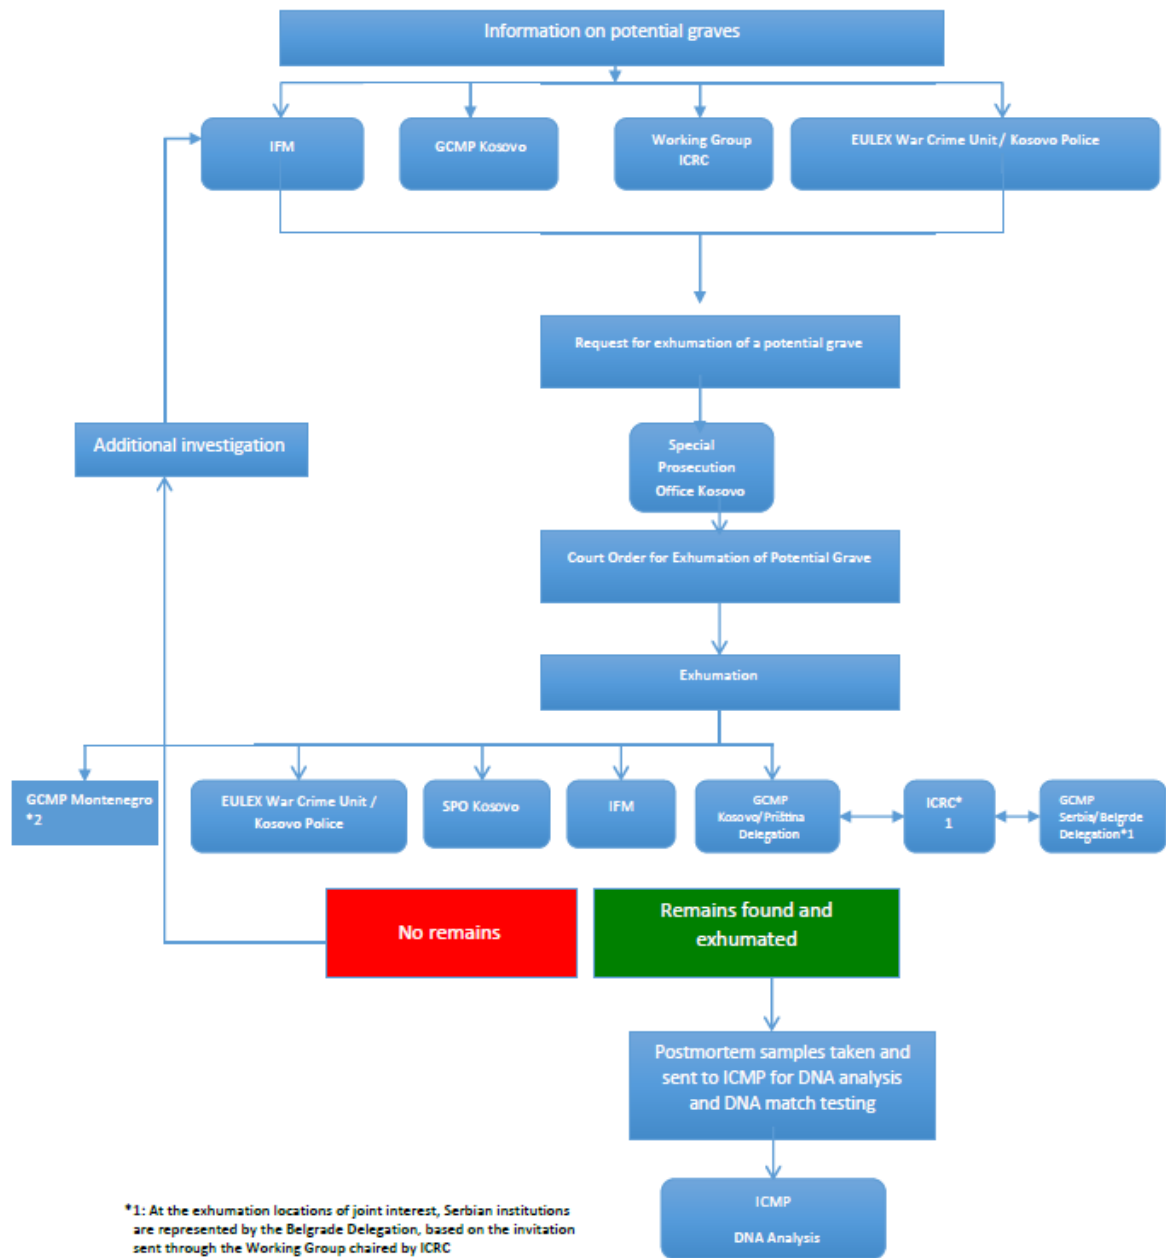 Information on potential graves
IFM
GCMP Kosovo
Working Group
ICRC
EULEX War Crime Unit / Kosovo Police
Request for exhumation of a potential grave
Additional investigation
Special
Prosecution
Office Kosovo
Court Order for Exhumation of Potential Grave
Exhumation
GCMP Montenegro
*2
EULEX War Crime Unit /
Kosovo Police
SPO Kosovo
IFM
GCMP
Kosovo/Priština
Delegation
ICRC*
1
GCMP
Serbia/Belgrde
Delegation*1
No remains
Remains found and
exhumated
Postmortem samples taken and
sent to ICMP for DNA analysis
and DNA match testing
ICMP
DNA Analysis
*1: At the exhumation locations of joint interest, Serbian institutions
are represented by the Belgrade Delegation, based on the invitation
sent through the Working Group chaired by ICRC